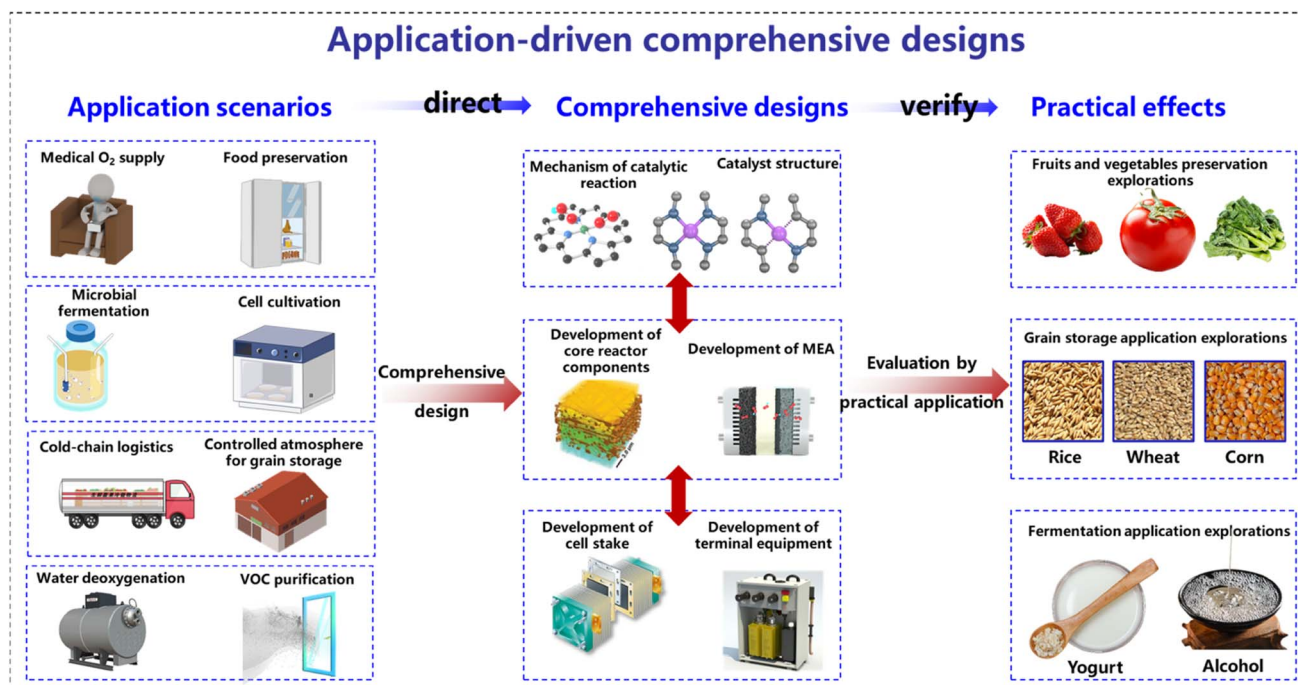 Application-driven comprehensive designs
Application scenarios
direct
Comprehensive designs
verify
Practical effects
Medical O₂ supply
Food preservation
Microbial
fermentation
Cell cultivation
Cold-chain logistics
Controlled atmosphere
for grain storage
Water deoxygenation
VOC purification
Comprehensive
design
Mechanism of catalytic
reaction
Catalyst structure
Development of
core reactor
components
Development of MEA
Development of
cell stake
Development of
terminal equipment
Evaluation by
practical application
Fruits and vegetables preservation
explorations
Grain storage application explorations
Rice
Wheat
Corn
Fermentation application explorations
Yogurt
Alcohol